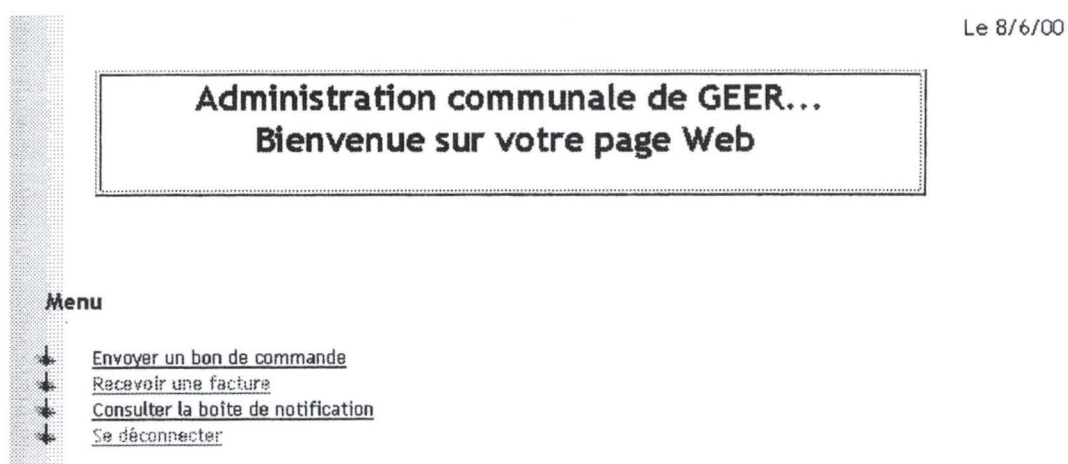 Le 8/6/00
Administration communale de GEER...
Bienvenue sur votre page Web
Menu
Envoyer un bon de commande
Recevoir une facture
Consulter la boîte de notification
Se déconnecter